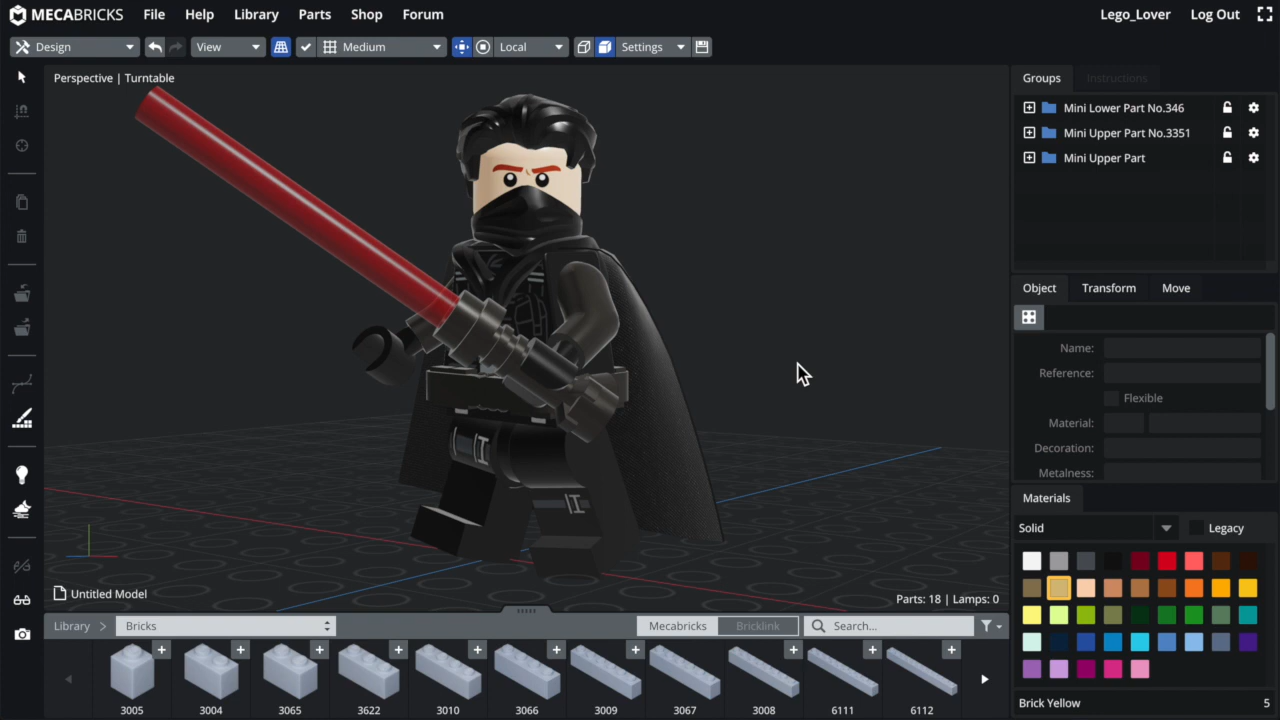 MECABRICKS File Help Library Parts Shop Forum Lego_Lover Log Out
Design View Medium Local Settings
Perspective | Turntable
Groups Instructions
Mini Lower Part No.346
Mini Upper Part No.3351
Mini Upper Part
Object Transform Move
Name:
Reference:
Flexible
Material:
Decoration:
Metalness:
Materials
Solid Legacy
Untitled Model Parts: 18 | Lamps: 0
Library Bricks Mecabricks Bricklink Search...
3005 3004 3065 3622 3010 3066 3009 3067 3008 6111 6112
Brick Yellow 5